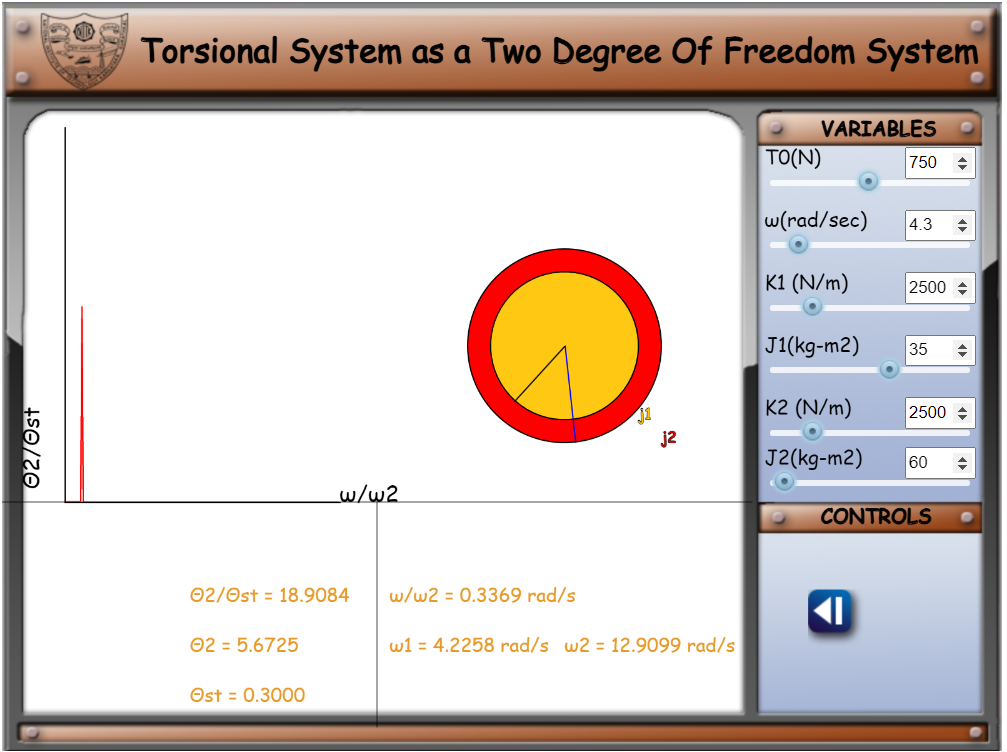 Torsional System as a Two Degree Of Freedom System
VARIABLES
T0(N)
750
ω(rad/sec)
4.3
K1 (N/m)
2500
J1(kg-m2)
35
K2 (N/m)
2500
J2(kg-m2)
60
CONTROLS
Θ2/Θst
ω/ω2
j1
j2
Θ2/Θst = 18.9084
ω/ω2 = 0.3369 rad/s
Θ2 = 5.6725
ω1 = 4.2258 rad/s ω2 = 12.9099 rad/s
Θst = 0.3000